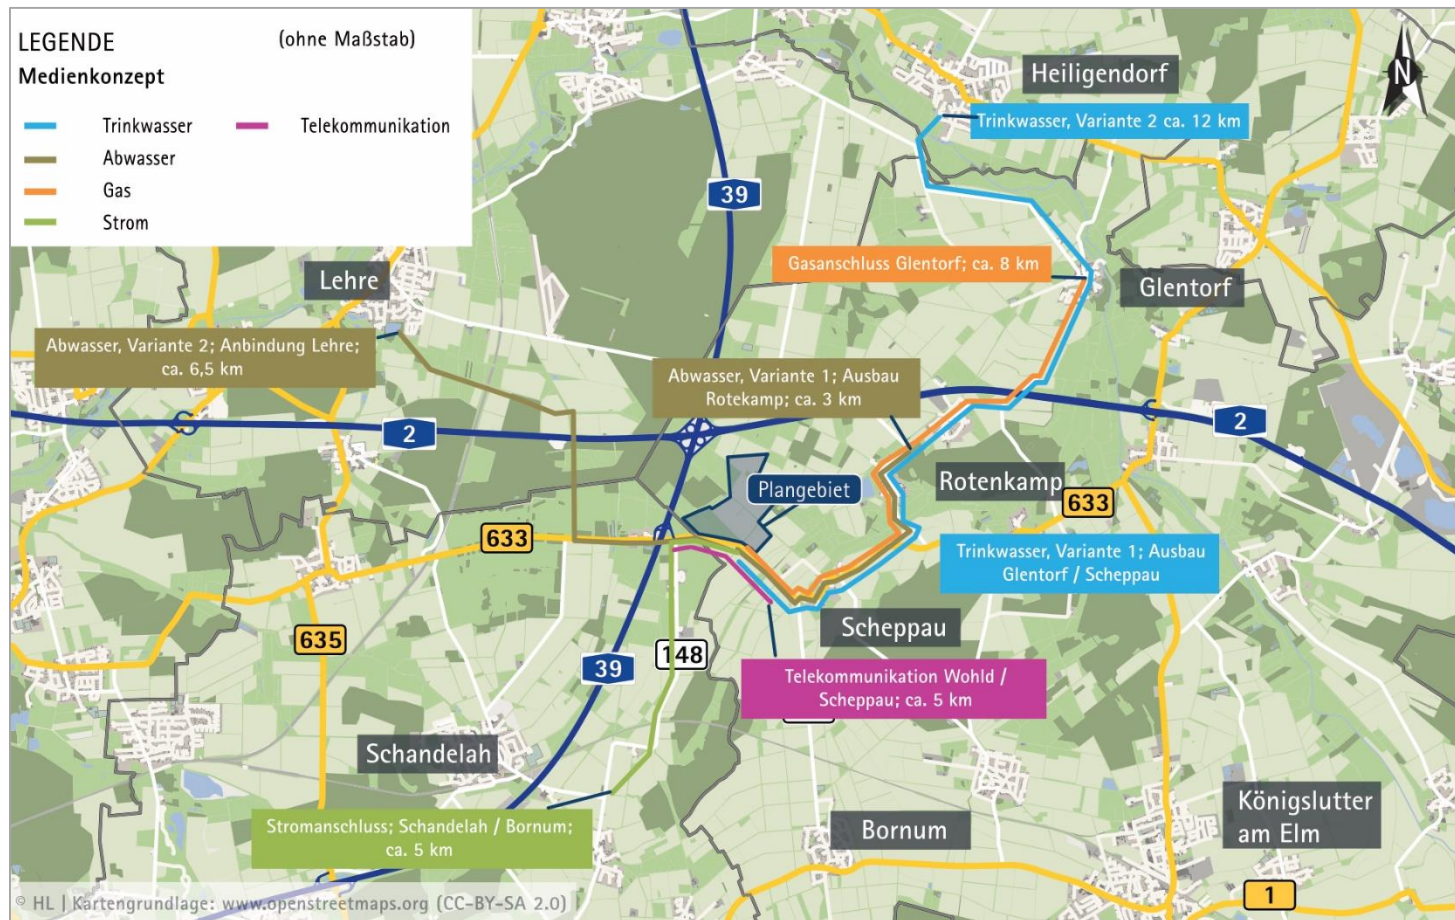 LEGENDE
(ohne Maßstab)
Medienkonzept
Trinkwasser
Telekommunikation
Abwasser
Gas
Strom
Heiligendorf
N
Trinkwasser, Variante 2 ca. 12 km
39
Gasanschluss Glentorf; ca. 8 km
Lehre
Glentorf
Abwasser, Variante 2; Anbindung Lehre;
ca. 6,5 km
Abwasser, Variante 1; Ausbau
Rotekamp; ca. 3 km
2
2
Plangebiet
Rotenkamp
633
633
Trinkwasser, Variante 1; Ausbau
Glentorf / Scheppau
Scheppau
635
148
39
Telekommunikation Wohld /
Scheppau; ca. 5 km
Schandelah
Stromanschluss; Schandelah / Bornum;
ca. 5 km
Bornum
Königslutter
am Elm
1
© HL | Kartengrundlage: www.openstreetmaps.org (CC-BY-SA 2.0)